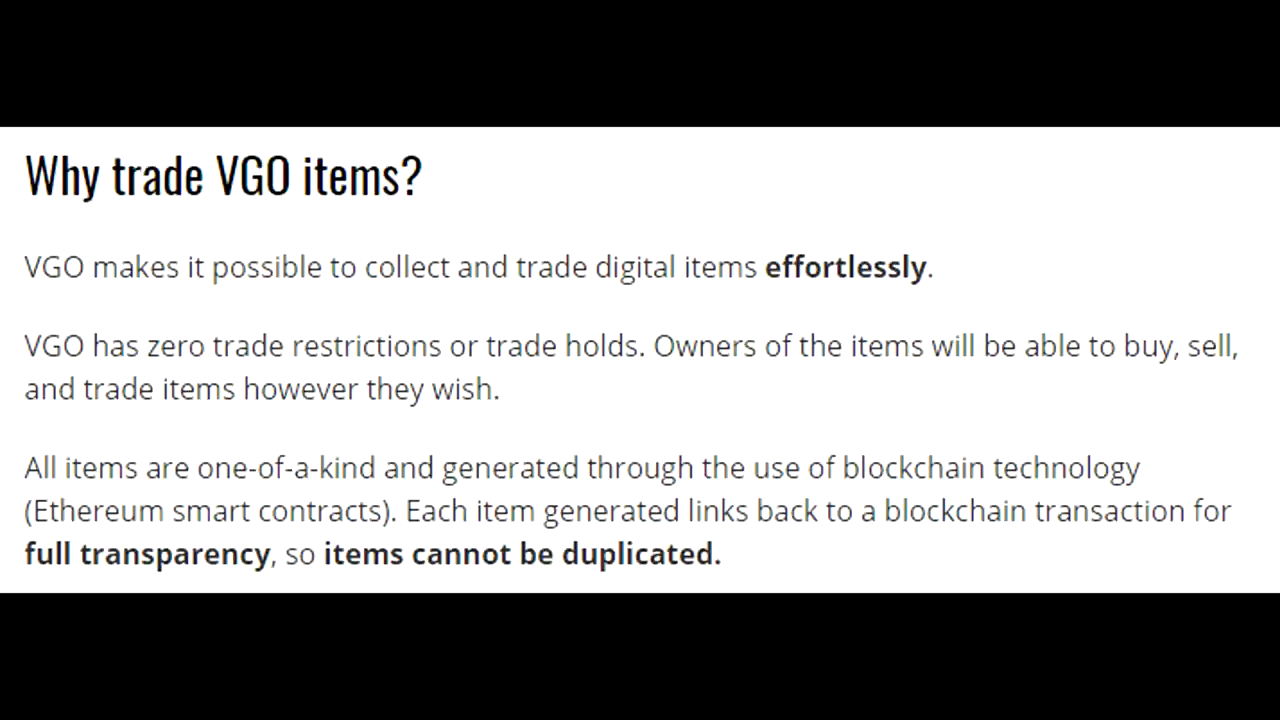 Why trade VGO items?
VGO makes it possible to collect and trade digital items effortlessly.
VGO has zero trade restrictions or trade holds. Owners of the items will be able to buy, sell,
and trade items however they wish.
All items are one-of-a-kind and generated through the use of blockchain technology
(Ethereum smart contracts). Each item generated links back to a blockchain transaction for
full transparency, so items cannot be duplicated.